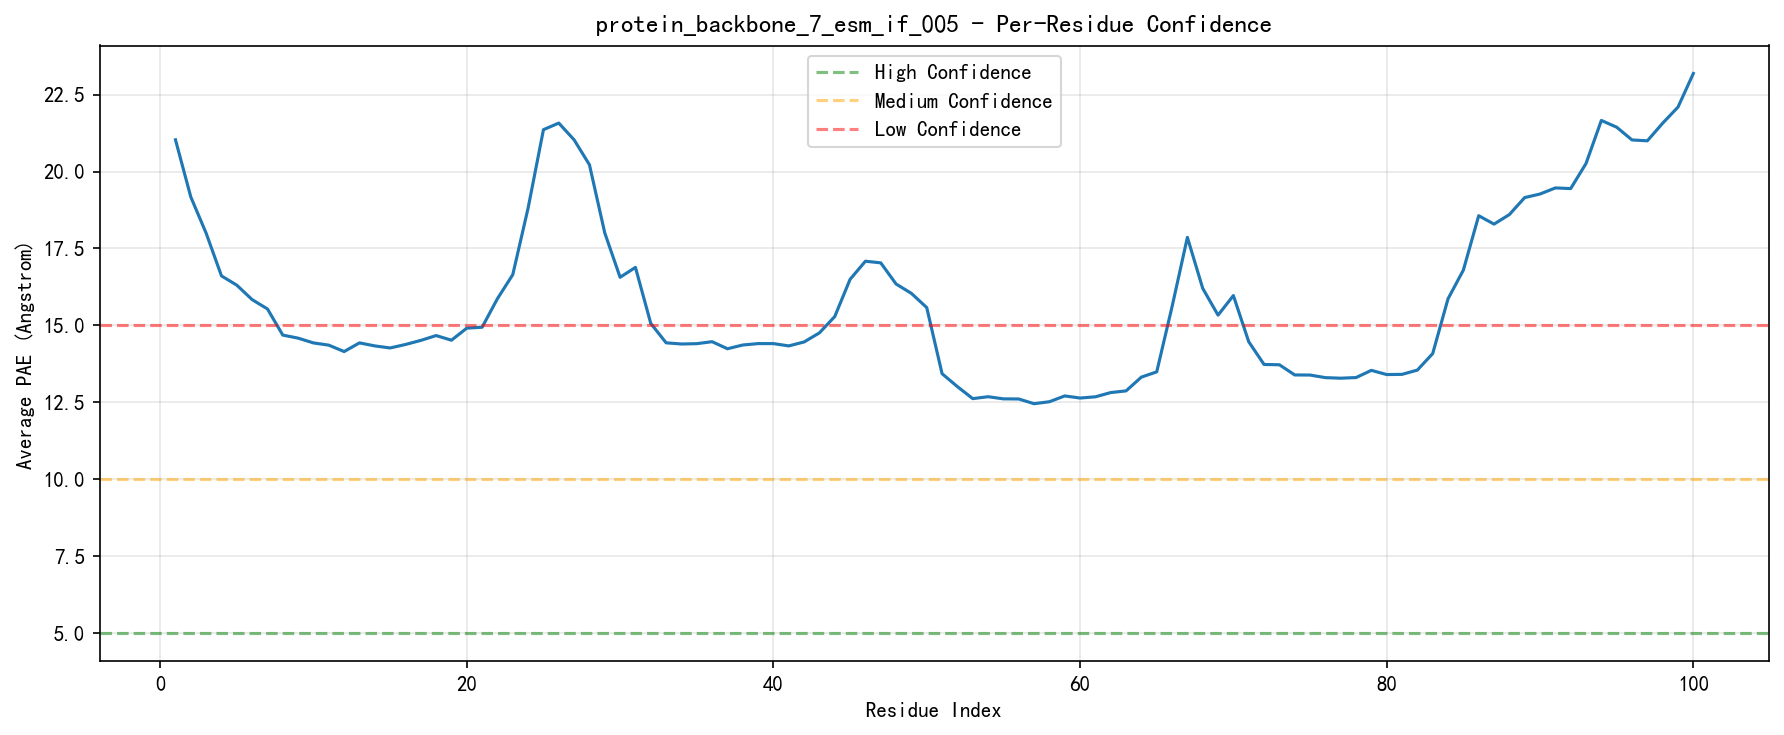 protein_backbone_7_esm_if_005 - Per-Residue Confidence
High Confidence
Medium Confidence
Low Confidence
Average PAE (Angstrom)
22.5
20.0
17.5
15.0
12.5
10.0
7.5
5.0
0 20 40 60 80 100
Residue Index